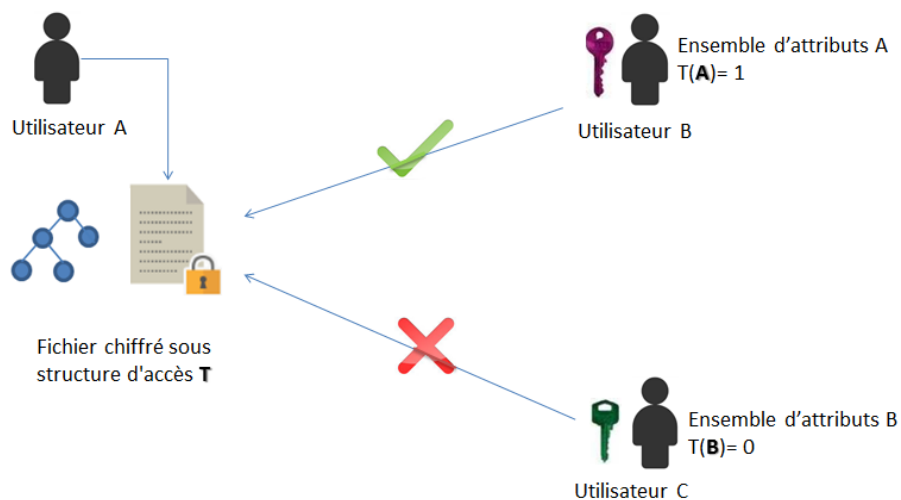 Utilisateur A
Ensemble d’attributs A
T(A)= 1
Utilisateur B
Fichier chiffré sous
structure d'accès T
Ensemble d’attributs B
T(B)= 0
Utilisateur C